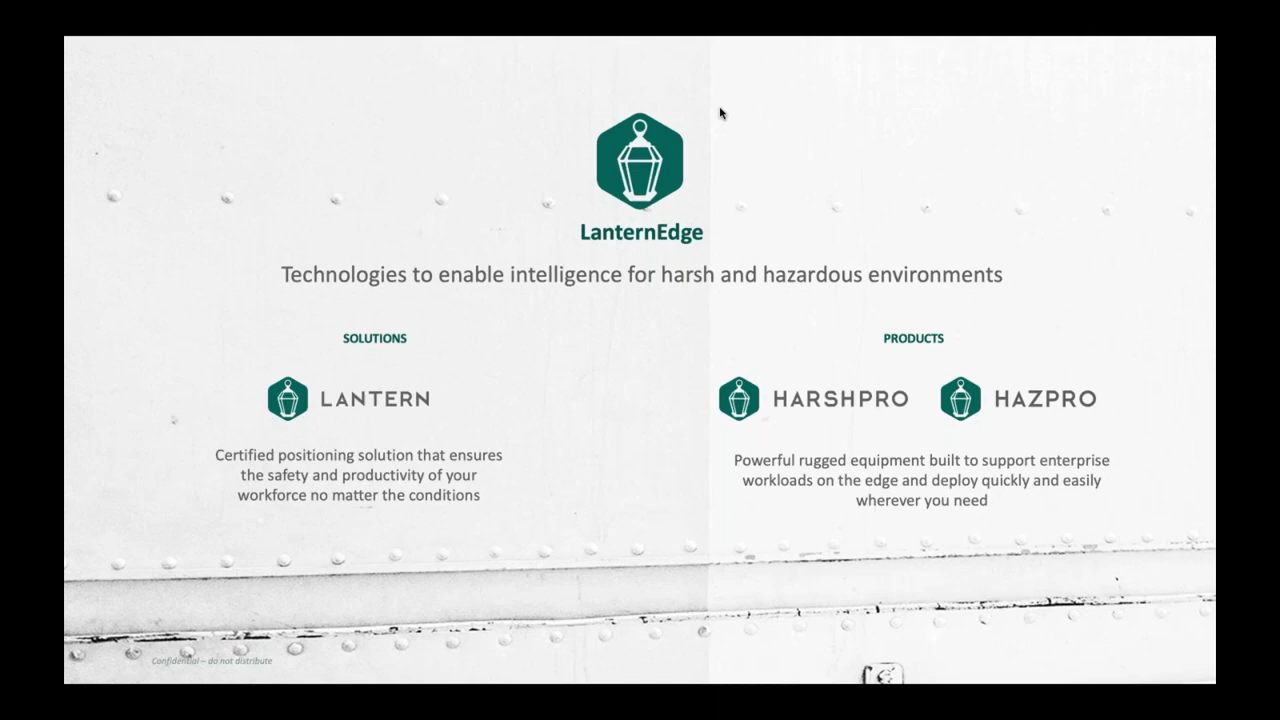 LanternEdge
Technologies to enable intelligence for harsh and hazardous environments
SOLUTIONS
LANTERN
Certified positioning solution that ensures
the safety and productivity of your
workforce no matter the conditions
PRODUCTS
HARSHPRO
HAZPRO
Powerful rugged equipment built to support enterprise
workloads on the edge and deploy quickly and easily
wherever you need
Confidential – do not distribute